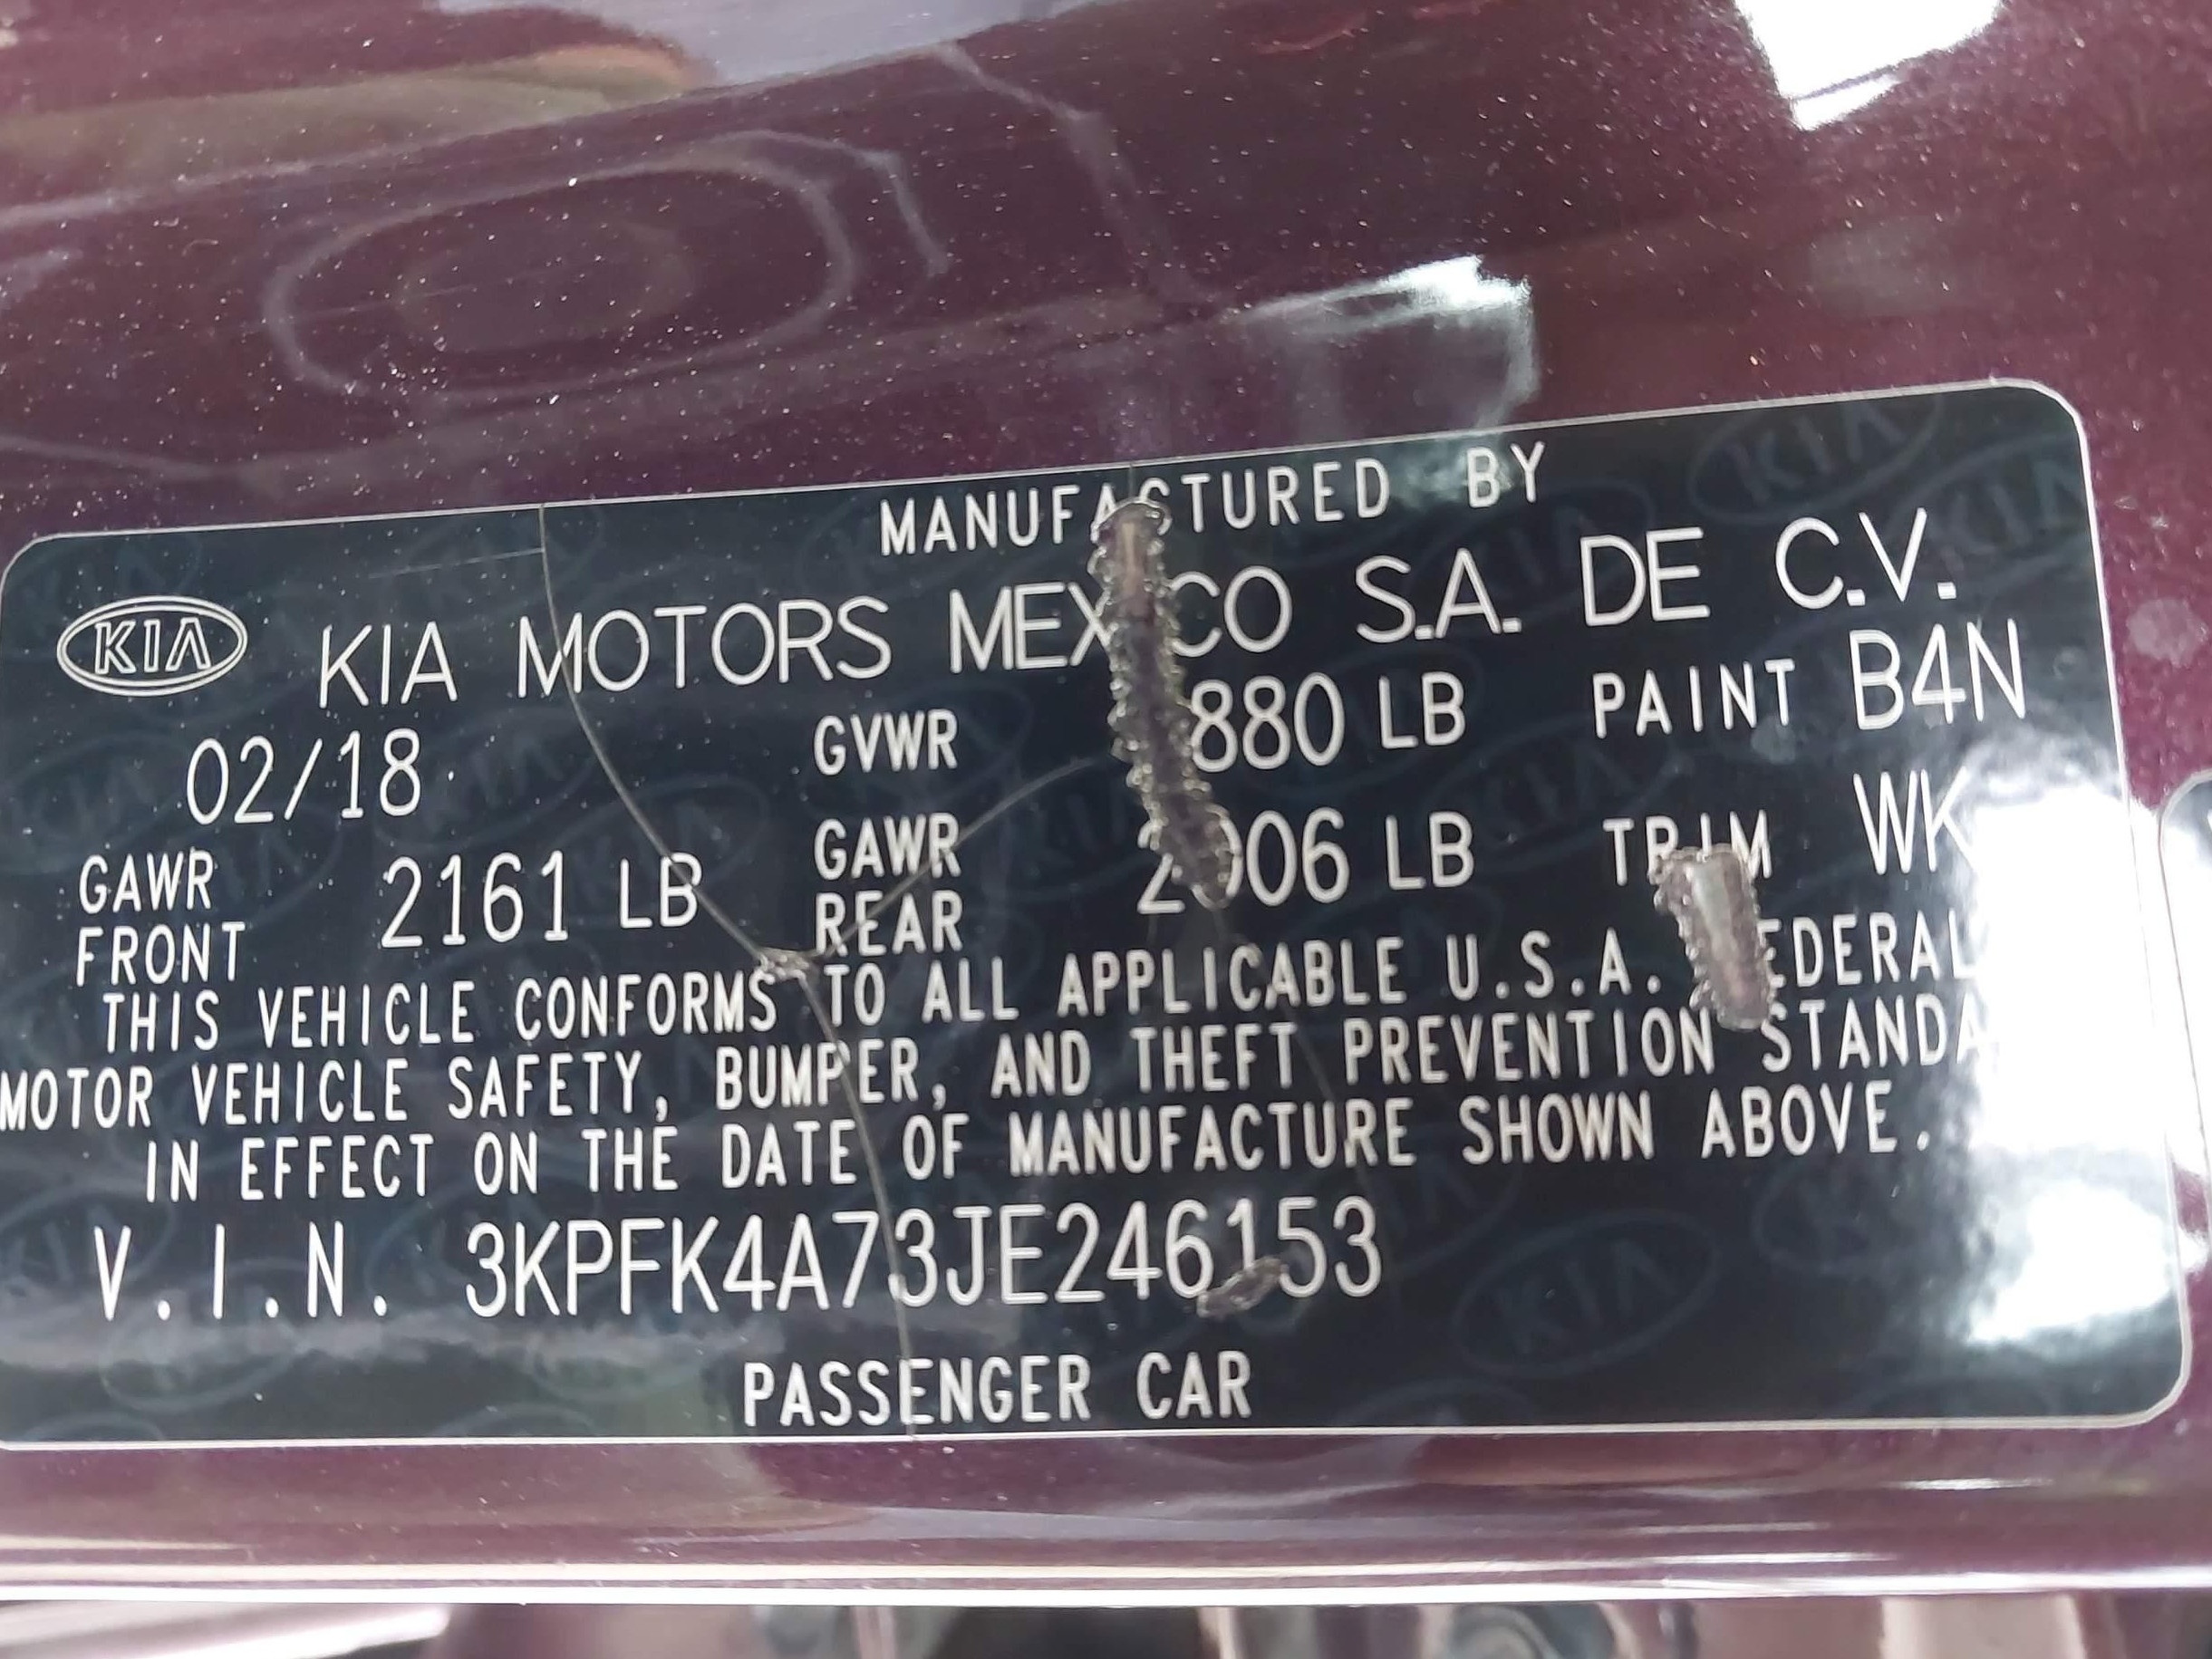 MANUFACTURED BY
KIA KIA MOTORS MEXICO S.A. DE C.V.
02/18 GVWR 880 LB PAINT B4N
GAWR FRONT 2161 LB GAWR REAR 2006 LB TRIM WK
THIS VEHICLE CONFORMS TO ALL APPLICABLE U.S.A. FEDERAL
MOTOR VEHICLE SAFETY, BUMPER, AND THEFT PREVENTION STANDA
IN EFFECT ON THE DATE OF MANUFACTURE SHOWN ABOVE.
V.I.N. 3KPFK4A73JE246153
PASSENGER CAR